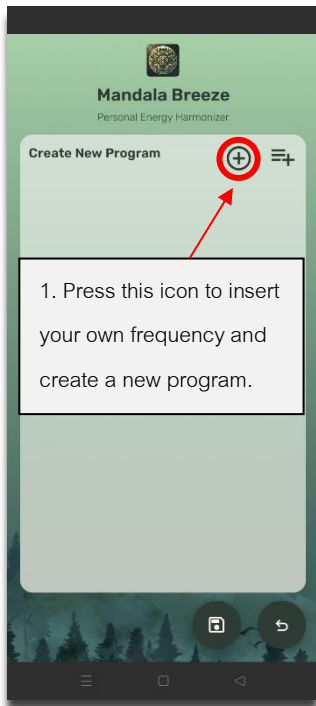 Mandala Breeze
Personal Energy Harmonizer
Create New Program
1. Press this icon to insert
your own frequency and
create a new program.